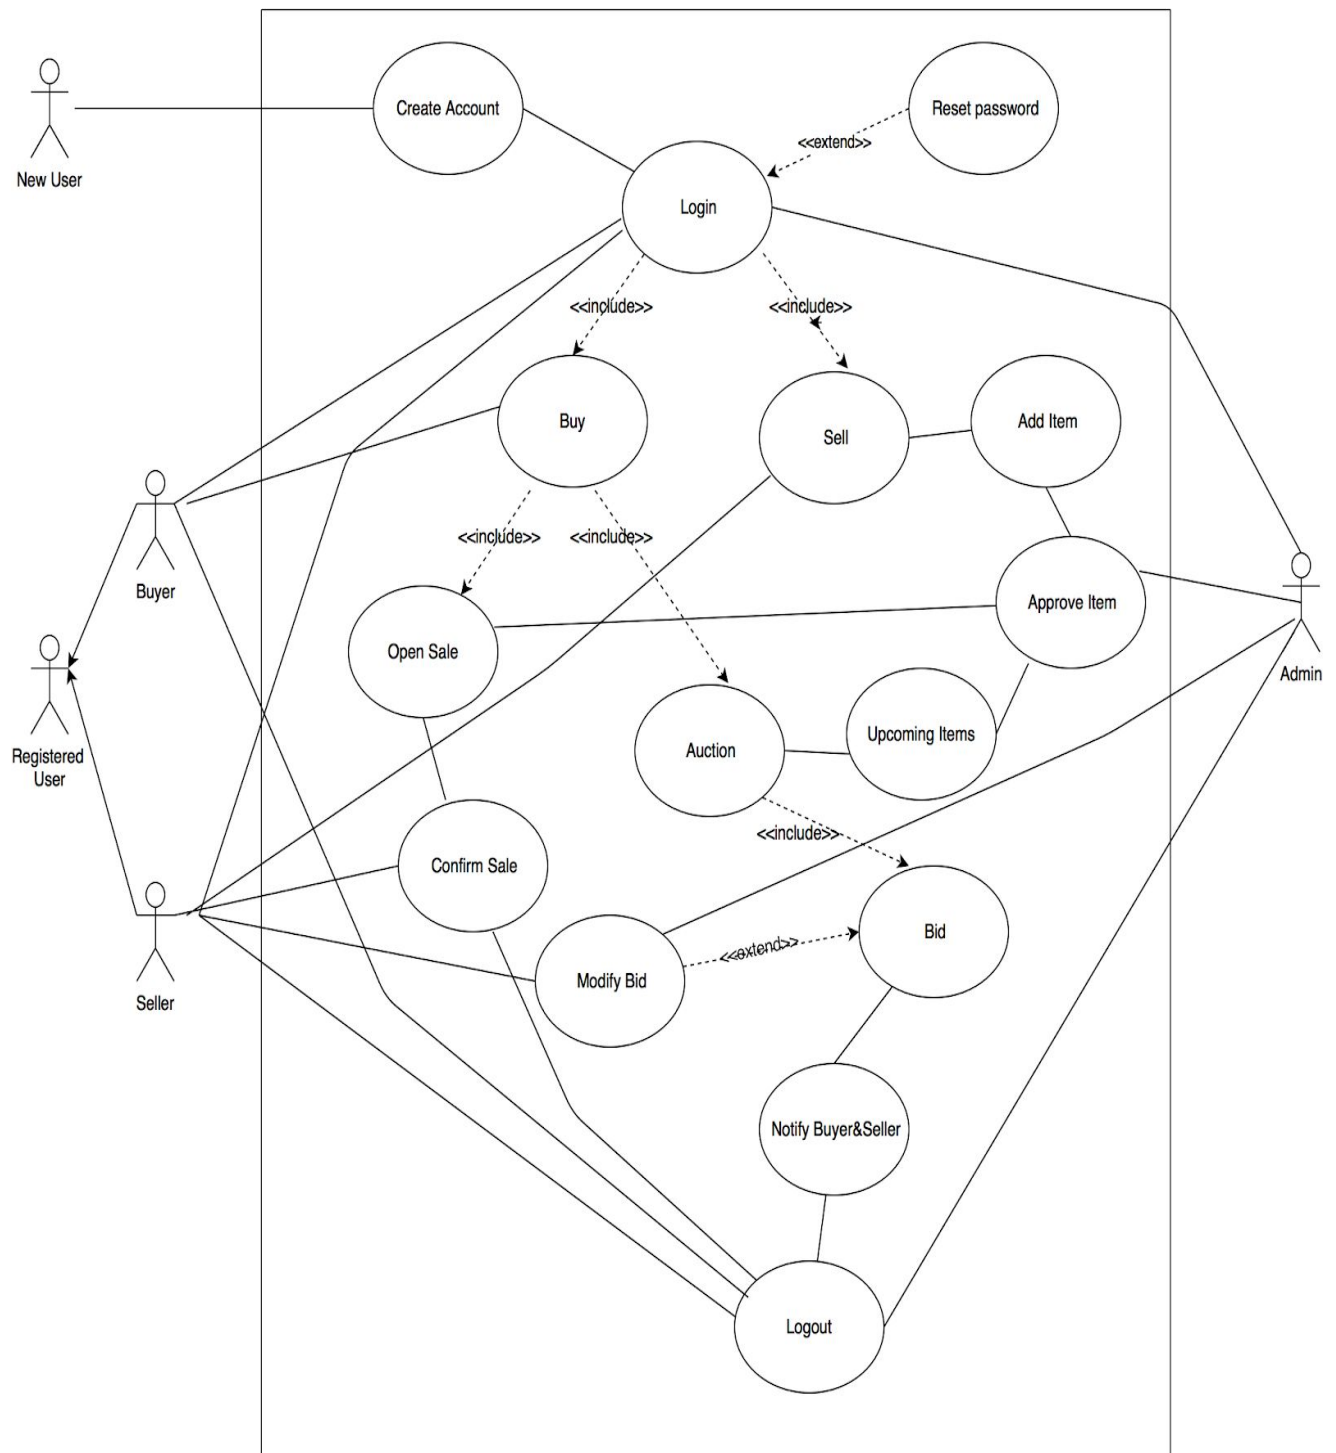 Create Account
Reset password
<<extend>>
New User
Login
<<include>>
<<include>>
Buy
Sell
Add Item
<<include>>
<<include>>
Buyer
Approve Item
Open Sale
Admin
Registered
User
Upcoming Items
Auction
<<include>>
Confirm Sale
Bid
<<extend>>
Modify Bid
Seller
Notify Buyer&Seller
Logout